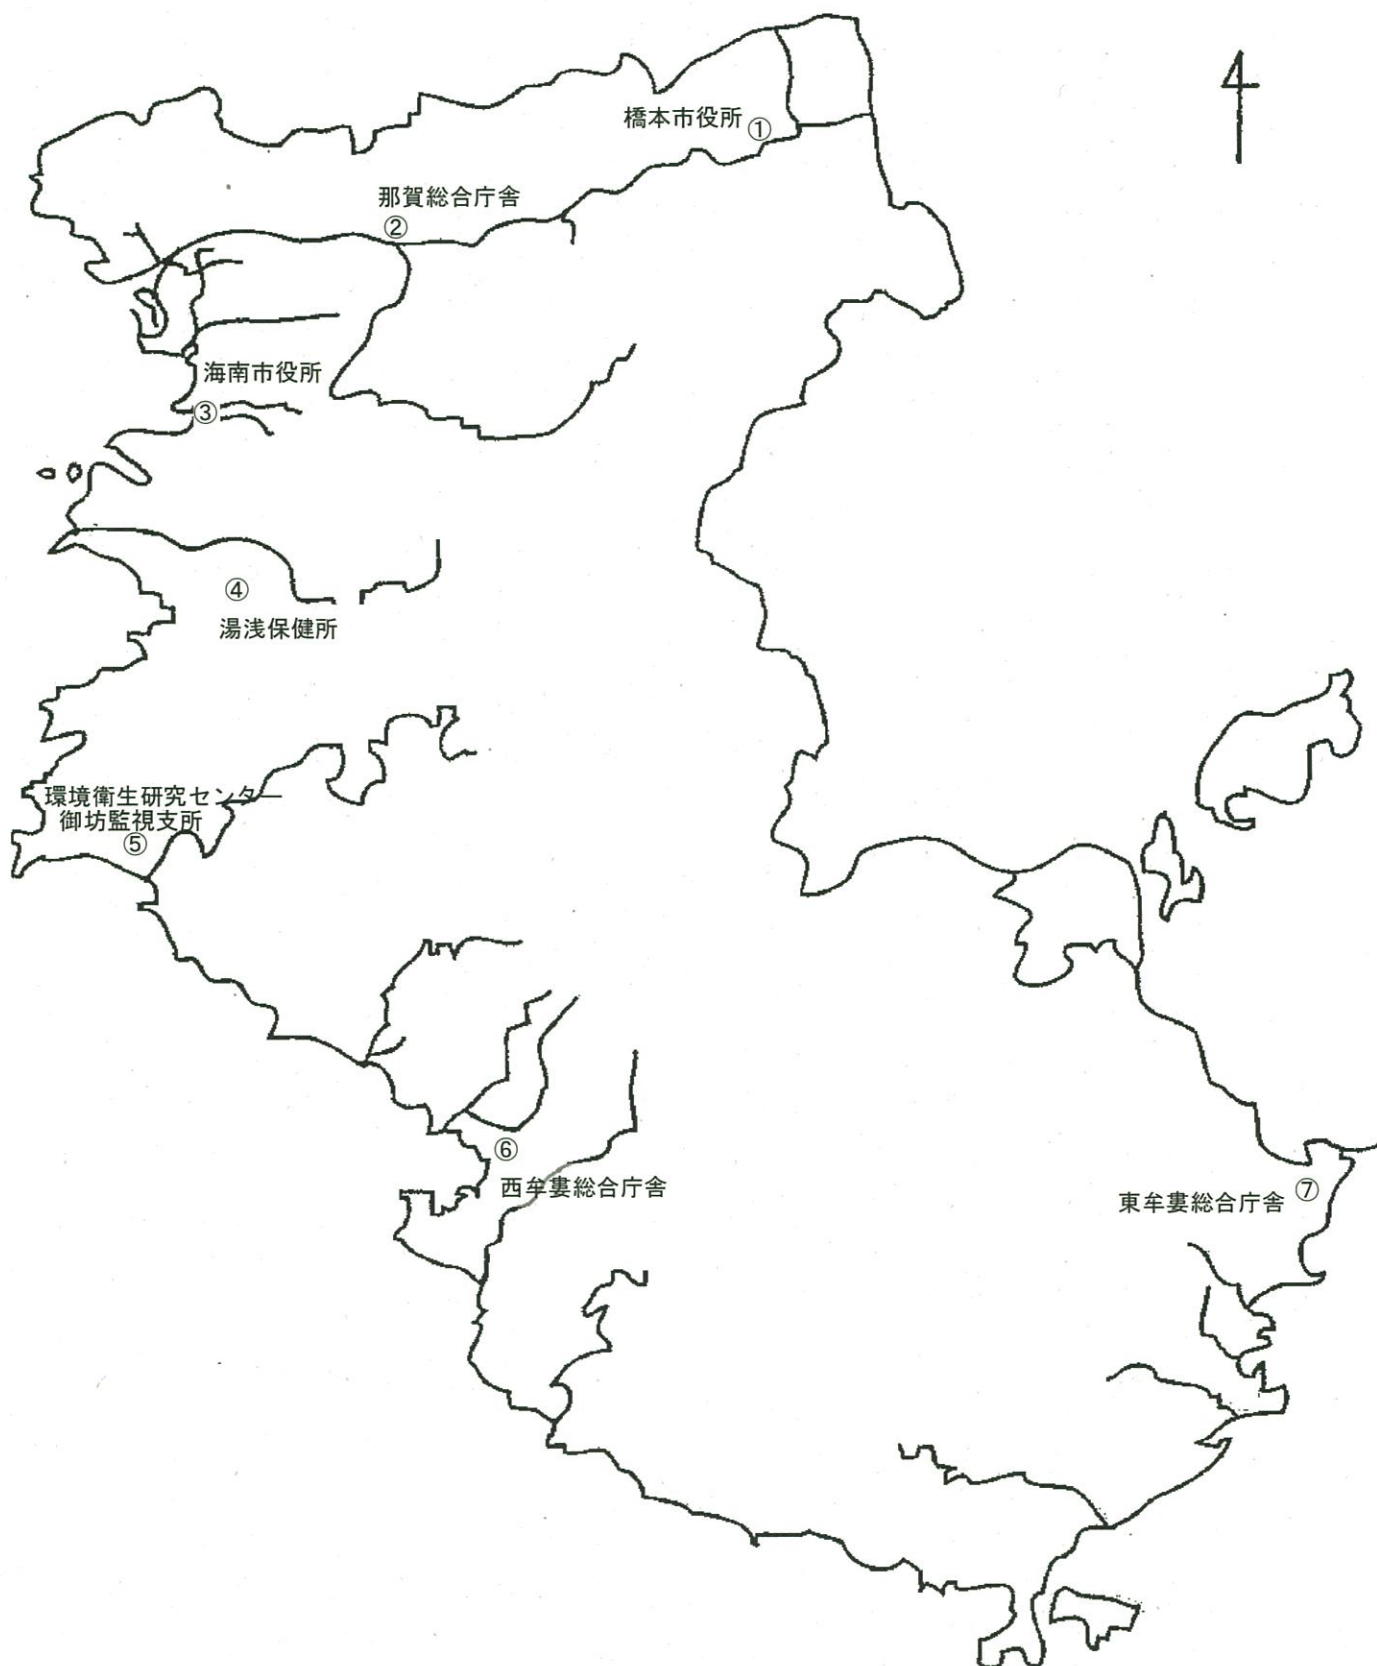 橋本市役所 ①
那賀総合庁舎
②
海南市役所
③
④
湯浅保健所
環境衛生研究センター
御坊監視支所
⑤
⑥
西牟婁総合庁舎
⑦
東牟婁総合庁舎